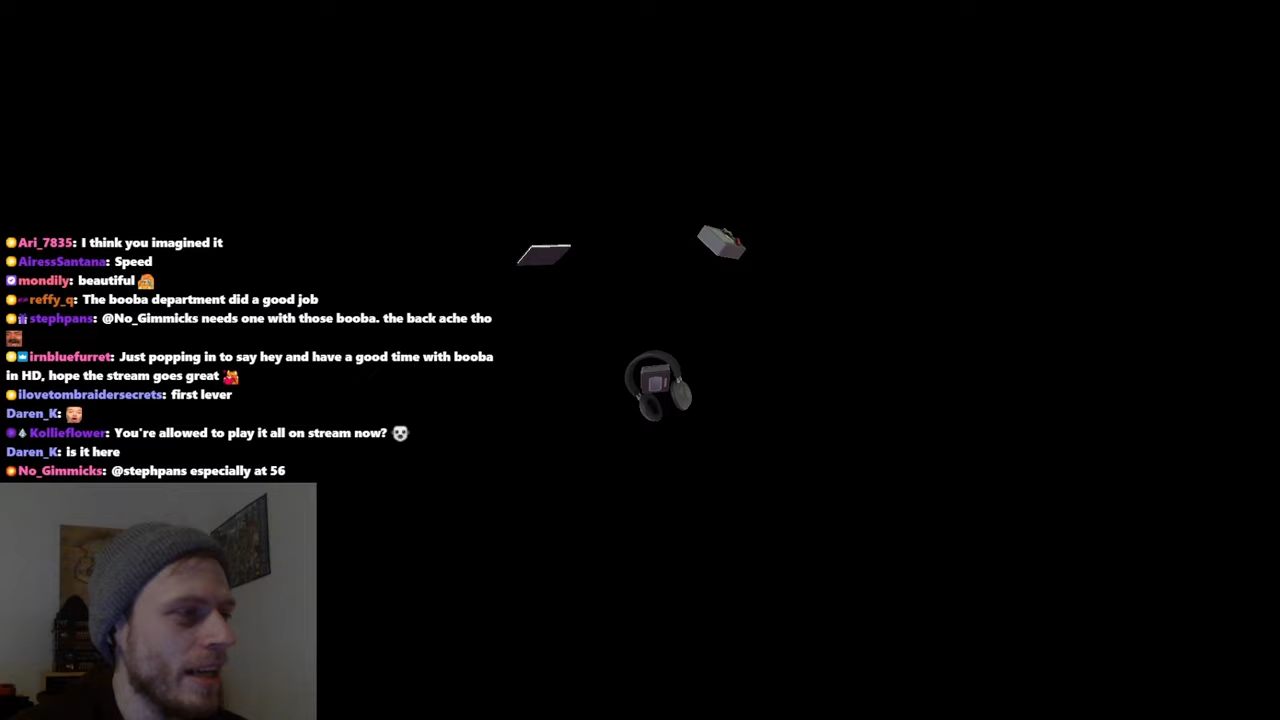 Ari_7835: I think you imagined it
AiressSantana: Speed
mondily: beautiful
reffy_q: The booba department did a good job
stephpans: @No_Gimmicks needs one with those booba. the back ache tho
irnbluefurret: Just popping in to say hey and have a good time with booba
in HD, hope the stream goes great
ilovetombraidersecrets: first lever
Daren_K:
Kollieflower: You're allowed to play it all on stream now?
Daren_K: is it here
No_Gimmicks: @stephpans especially at 56